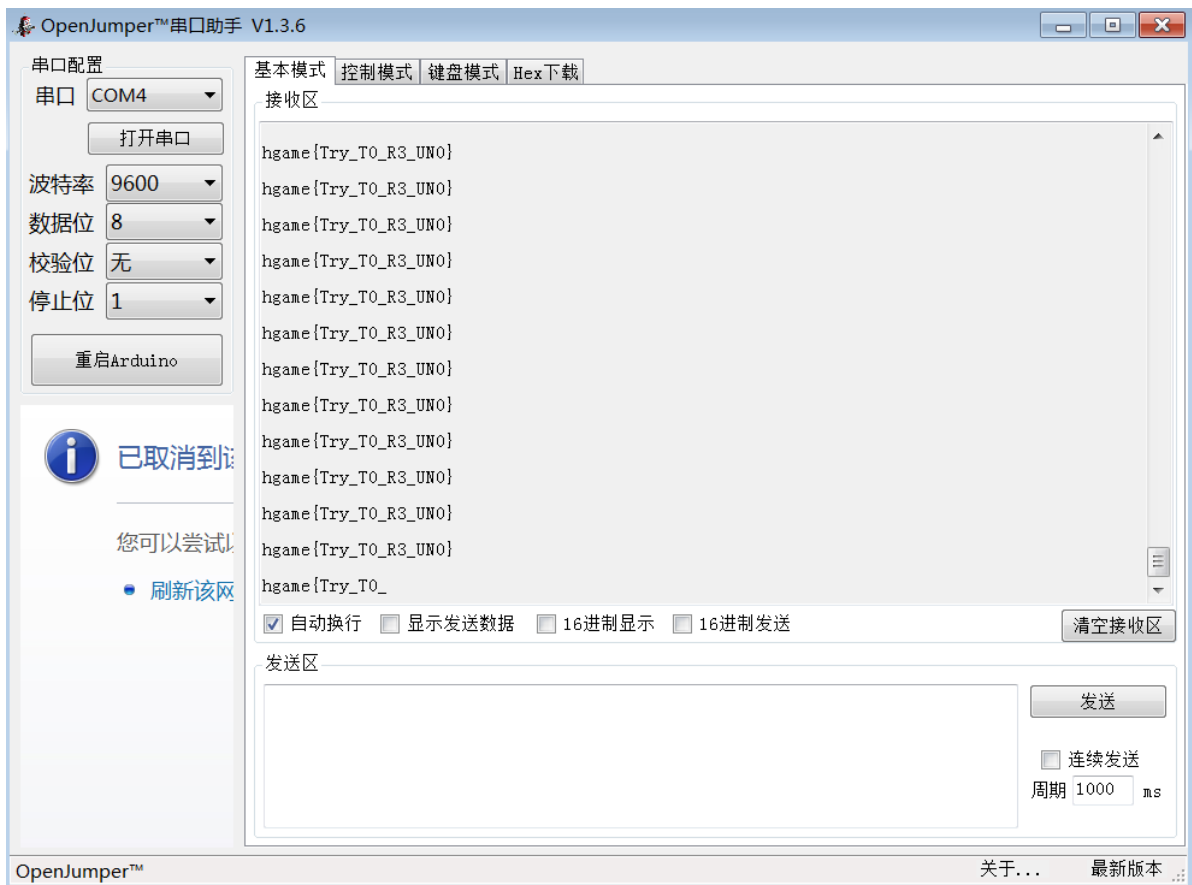 OpenJumper™串口助手 V1.3.6
串口配置
串口 COM4
打开串口
波特率 9600
数据位 8
校验位 无
停止位 1
重启Arduino
已取消到该
您可以尝试以
刷新该网
基本模式 控制模式 键盘模式 Hex下载
接收区
hgame{Try_T0_R3_UN0}
hgame{Try_T0_R3_UN0}
hgame{Try_T0_R3_UN0}
hgame{Try_T0_R3_UN0}
hgame{Try_T0_R3_UN0}
hgame{Try_T0_R3_UN0}
hgame{Try_T0_R3_UN0}
hgame{Try_T0_R3_UN0}
hgame{Try_T0_R3_UN0}
hgame{Try_T0_R3_UN0}
hgame{Try_T0_R3_UN0}
hgame{Try_T0_R3_UN0}
hgame{Try_T0_
自动换行 显示发送数据 16进制显示 16进制发送 清空接收区
发送区
发送
连续发送
周期 1000 ms
OpenJumper™ 关于... 最新版本